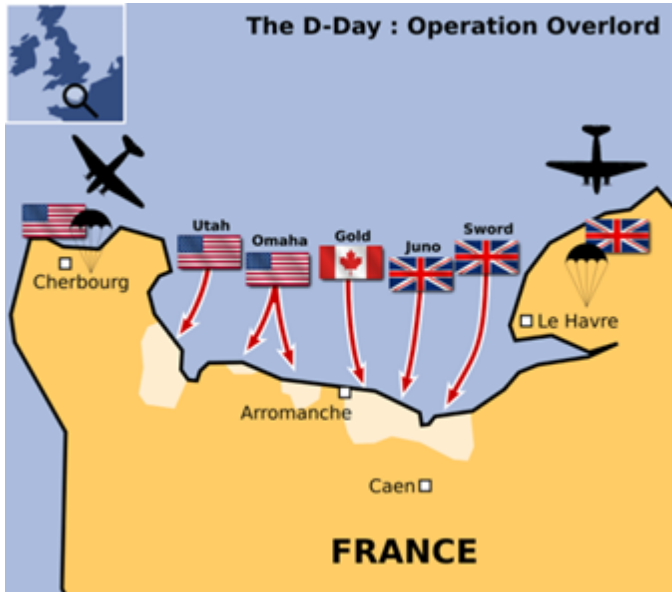 The D-Day : Operation Overlord
Utah
Omaha
Gold
Juno
Sword
Cherbourg
Le Havre
Arromanche
Caen
FRANCE